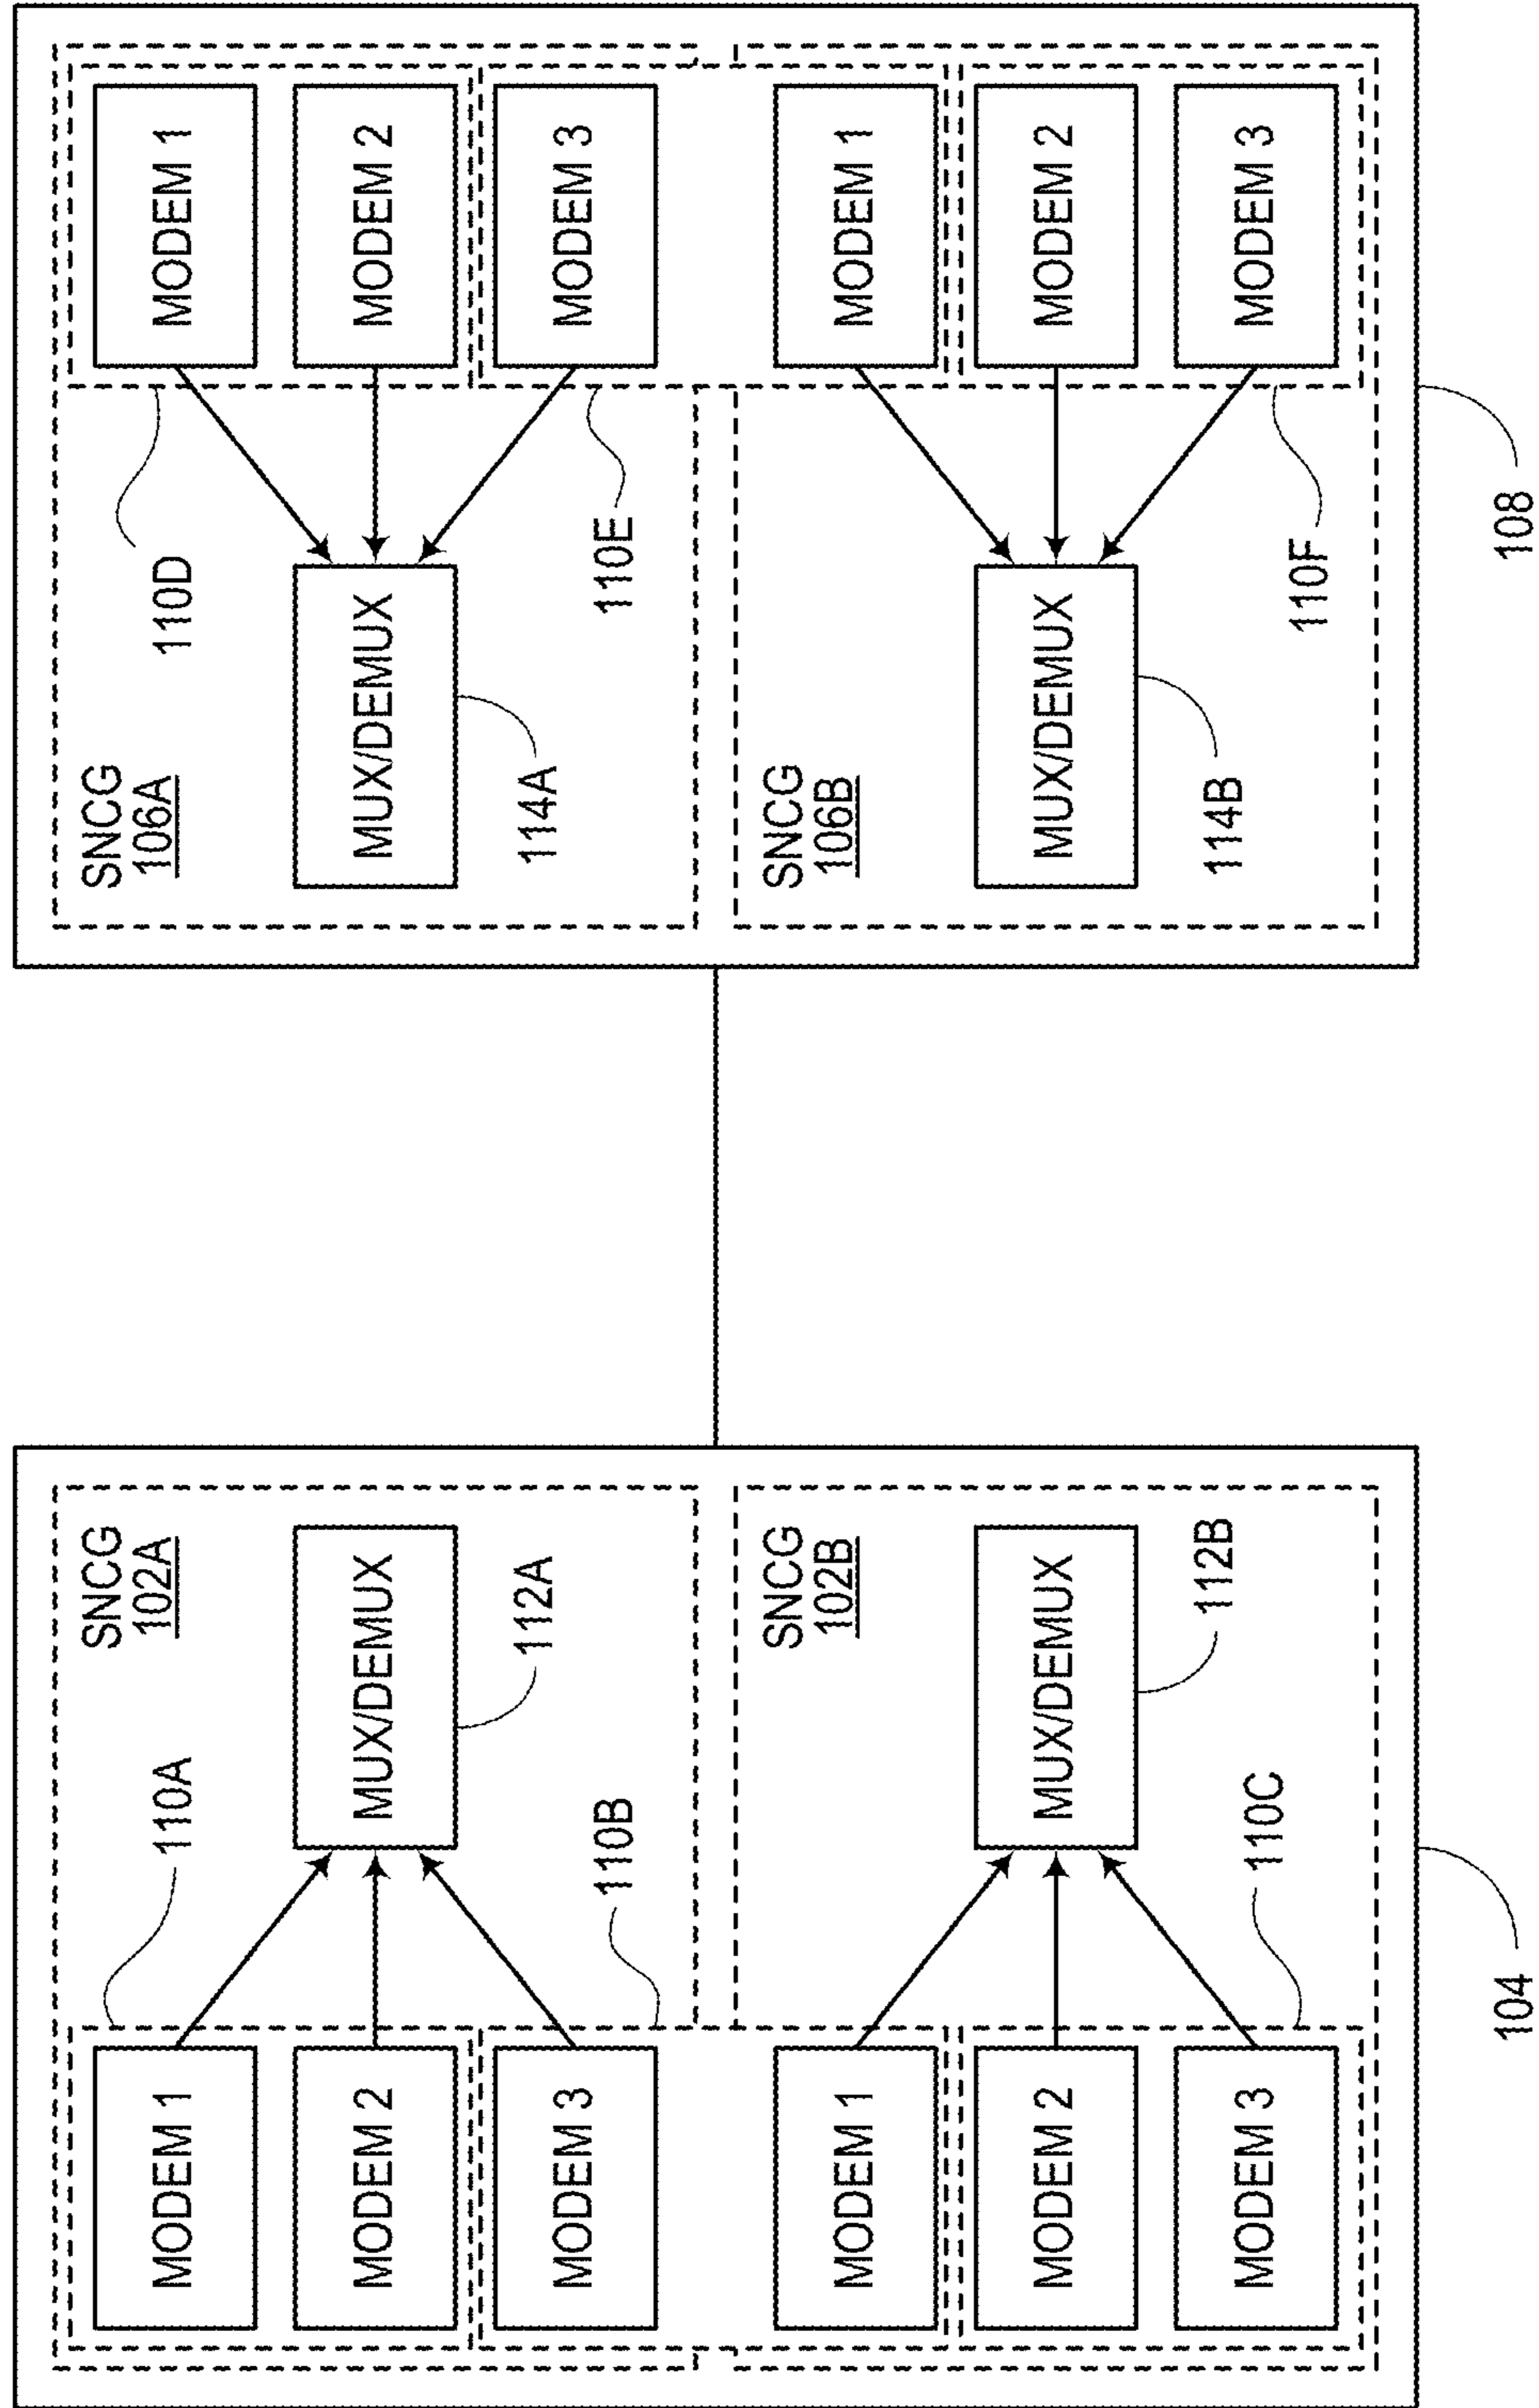 110A
SNCG
102A
MODEM 1
MODEM 2
MODEM 3
MUX/DEMUX
112A
110B
SNCG
102B
MODEM 1
MODEM 2
MODEM 3
MUX/DEMUX
112B
110C
104
SNCG
106A
110D
MODEM 1
MODEM 2
MODEM 3
MUX/DEMUX
114A
110E
SNCG
106B
MODEM 1
MODEM 2
MODEM 3
MUX/DEMUX
114B
110F
108